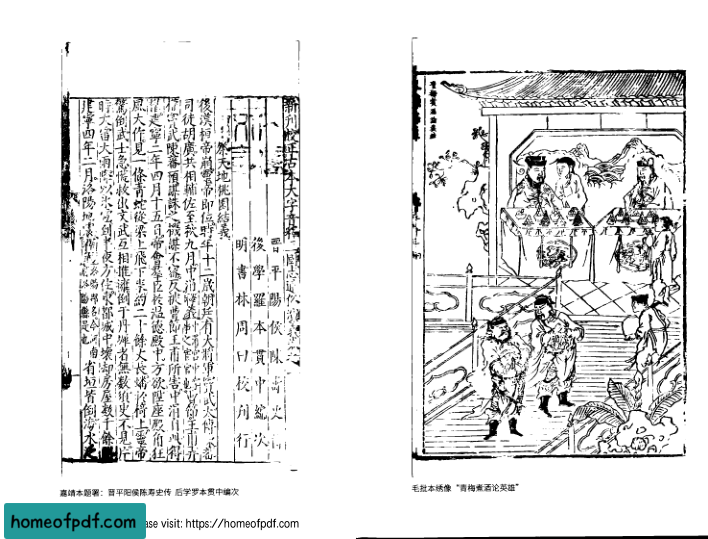 新刊校正古本大字音釋三國志通俗演義卷之一
晋平陽侯陳壽史傳
後學羅本貫中編次
明書林周曰校刊行
祭天地桃園結義
後漢桓帝崩靈帝即位時年十二歲朝廷有大將軍竇武太傅陳蕃
司徒胡廣共相輔佐至秋九月中涓曹節王甫弄
權竇武陳蕃預謀誅之機謀不密反被曹節王甫所害中涓自此得
權建寧二年四月十五日帝會羣臣於溫德殿中方欲陞座殿角狂
風大作見一條青蛇從梁上飛下來約二十餘丈長蟠於椅上靈帝
驚倒武士急慌救出文武互相推擁倒于丹墀者無數須臾不見片
時大雷大雨降以冰雹到半夜方住東都城中壞却房屋數千餘間
建寧四年二月洛陽地震省垣皆倒海水
嘉靖本题署：晋平阳侯陈寿史传 后学罗本贯中编次
青梅煮酒論英雄
毛批本绣像“青梅煮酒论英雄”
homeofpdf.com
ase visit: https://homeofpdf.com